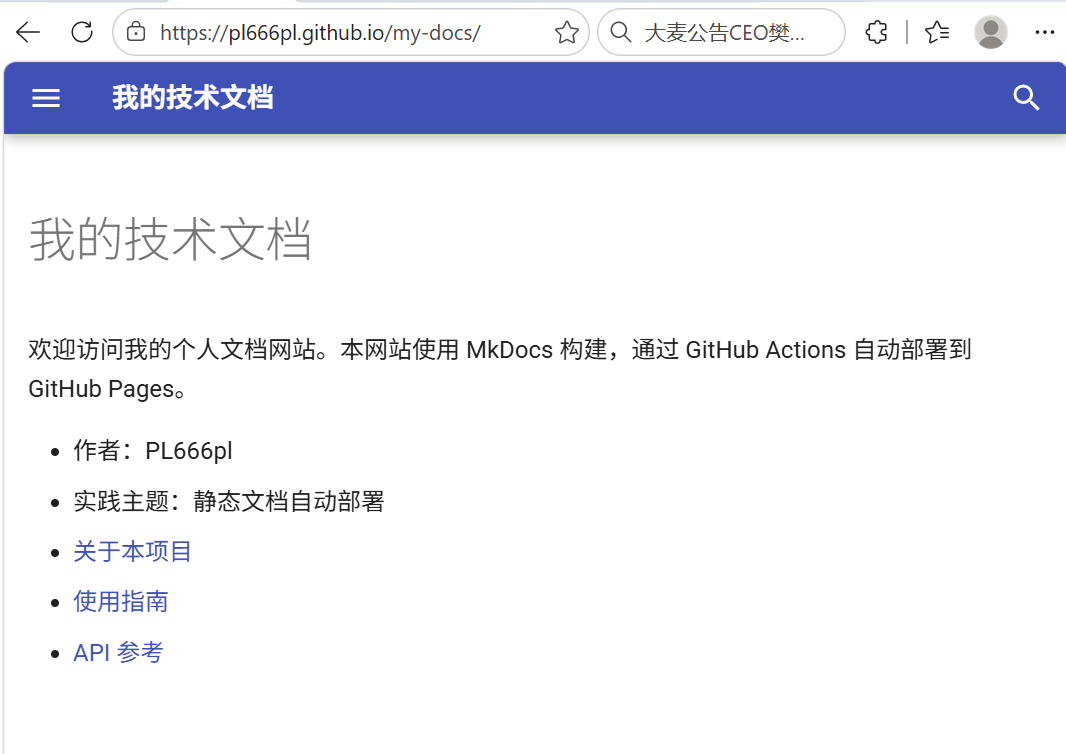 https://pl666pl.github.io/my-docs/
大麦公告CEO樊...
我的技术文档
我的技术文档
欢迎访问我的个人文档网站。本网站使用 MkDocs 构建，通过 GitHub Actions 自动部署到
GitHub Pages。
作者：PL666pl
实践主题：静态文档自动部署
关于本项目
使用指南
API 参考